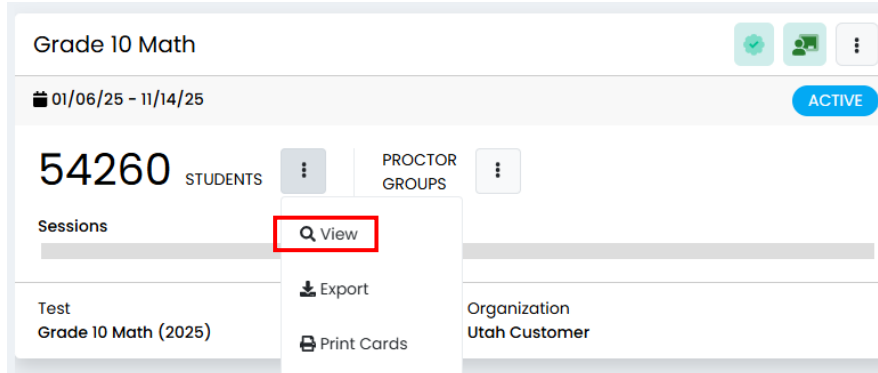 Grade 10 Math
01/06/25 - 11/14/25
ACTIVE
54260 STUDENTS
PROCTOR
GROUPS
Sessions
View
Export
Print Cards
Test
Grade 10 Math (2025)
Organization
Utah Customer